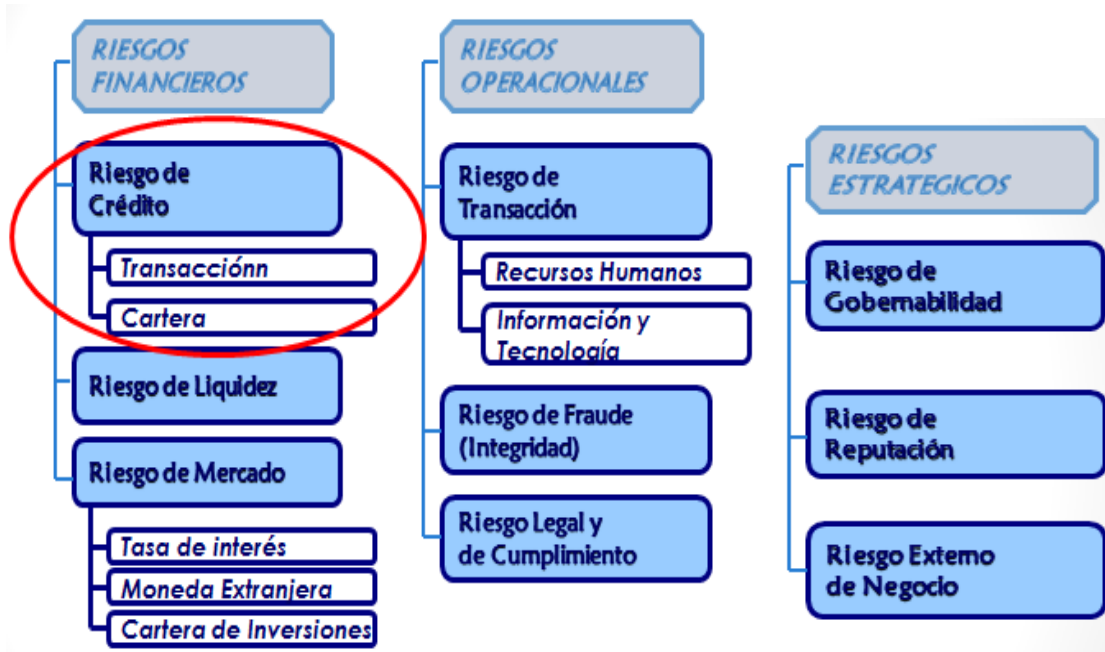 RIESGOS
FINANCIEROS
Riesgo de
Crédito
Transacciónn
Cartera
Riesgo de Liquidez
Riesgo de Mercado
Tasa de interés
Moneda Extranjera
Cartera de Inversiones
RIESGOS
OPERACIONALES
Riesgo de
Transacción
Recursos Humanos
Información y
Tecnología
Riesgo de Fraude
(Integridad)
Riesgo Legal y
de Cumplimiento
RIESGOS
ESTRATEGICOS
Riesgo de
Gobernabilidad
Riesgo de
Reputación
Riesgo Externo
de Negocio